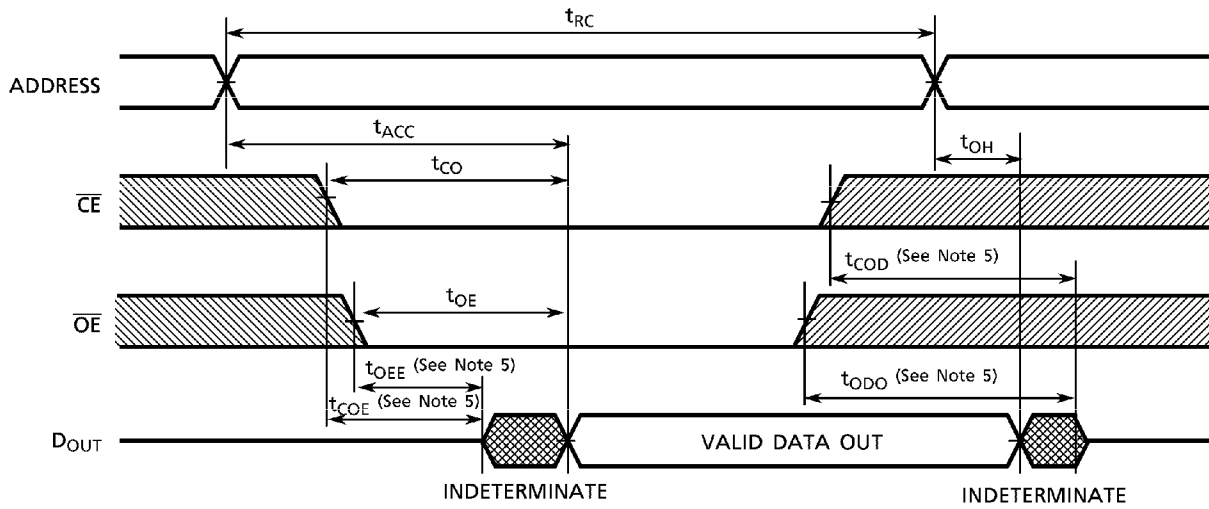 tRC
ADDRESS
tACC
tCO
tOH
CE
tCOD (See Note 5)
tOE
OE
tOEE (See Note 5)
tODO (See Note 5)
tCOE (See Note 5)
DOUT
VALID DATA OUT
INDETERMINATE
INDETERMINATE